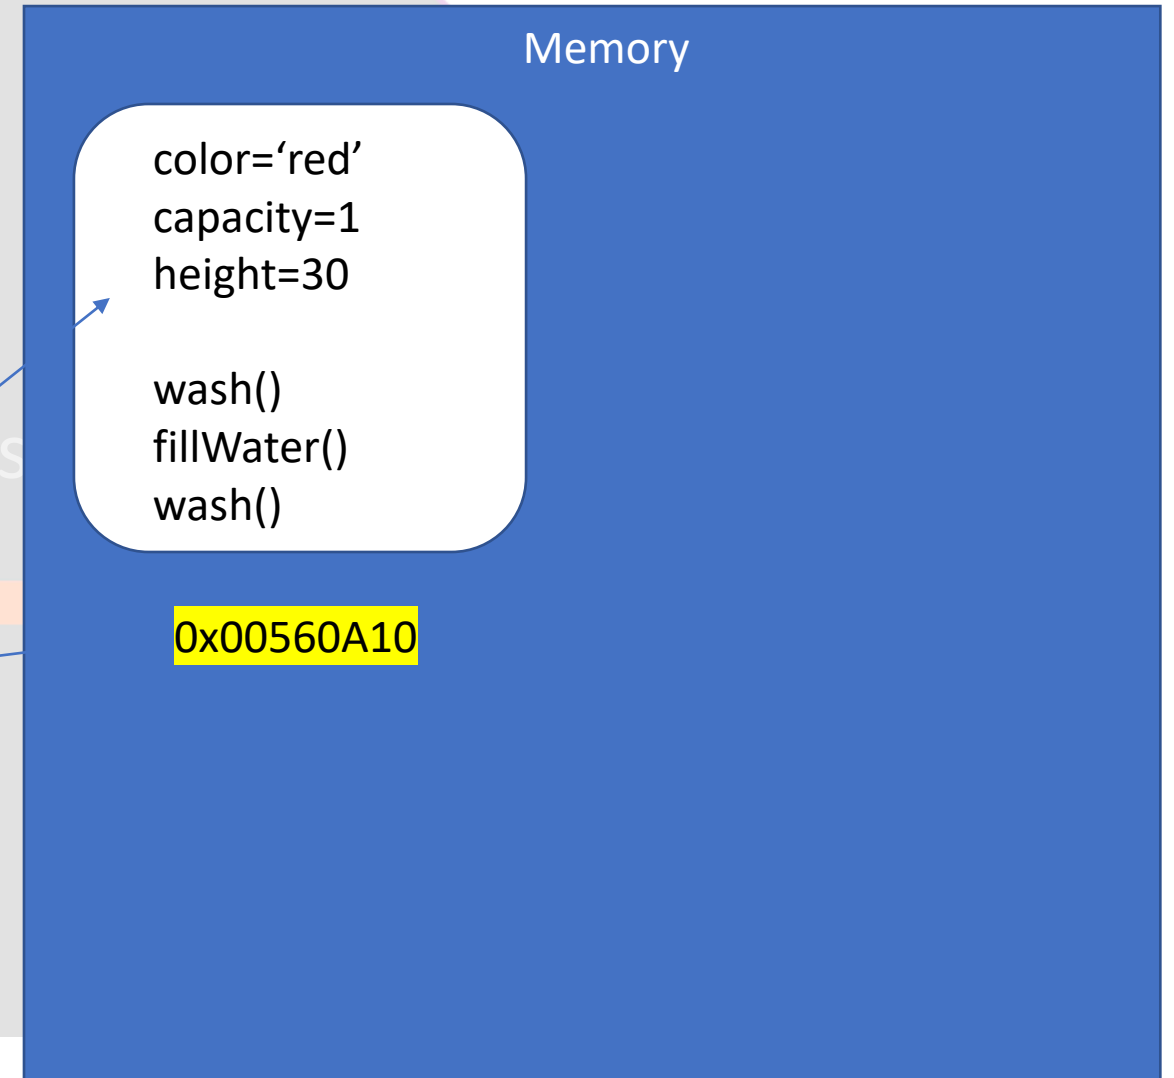 Memory
color=‘red’
capacity=1
height=30
wash()
fillWater()
wash()
0x00560A10